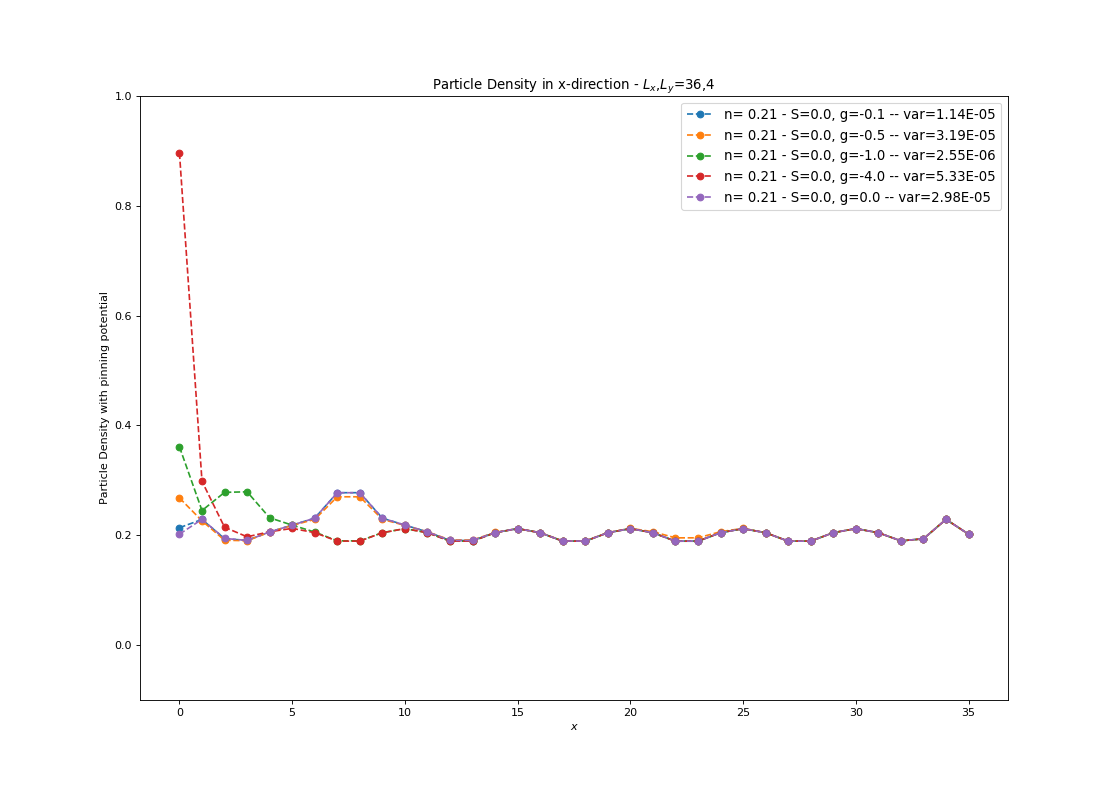 Particle Density in x-direction - $L_x$,$L_y$=36,4
n= 0.21 - S=0.0, g=-0.1 -- var=1.14E-05
n= 0.21 - S=0.0, g=-0.5 -- var=3.19E-05
n= 0.21 - S=0.0, g=-1.0 -- var=2.55E-06
n= 0.21 - S=0.0, g=-4.0 -- var=5.33E-05
n= 0.21 - S=0.0, g=0.0 -- var=2.98E-05
Particle Density with pinning potential
1.0
0.8
0.6
0.4
0.2
0.0
0 5 10 15 20 25 30 35
x